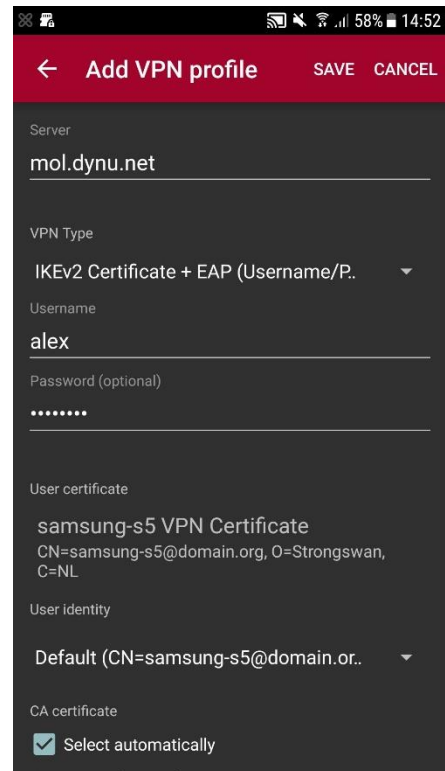 58% 14:52
Add VPN profile SAVE CANCEL
Server
mol.dynu.net
VPN Type
IKEv2 Certificate + EAP (Username/P..
Username
alex
Password (optional)
••••••••
User certificate
samsung-s5 VPN Certificate
CN=samsung-s5@domain.org, O=Strongswan,
C=NL
User identity
Default (CN=samsung-s5@domain.or..
CA certificate
Select automatically